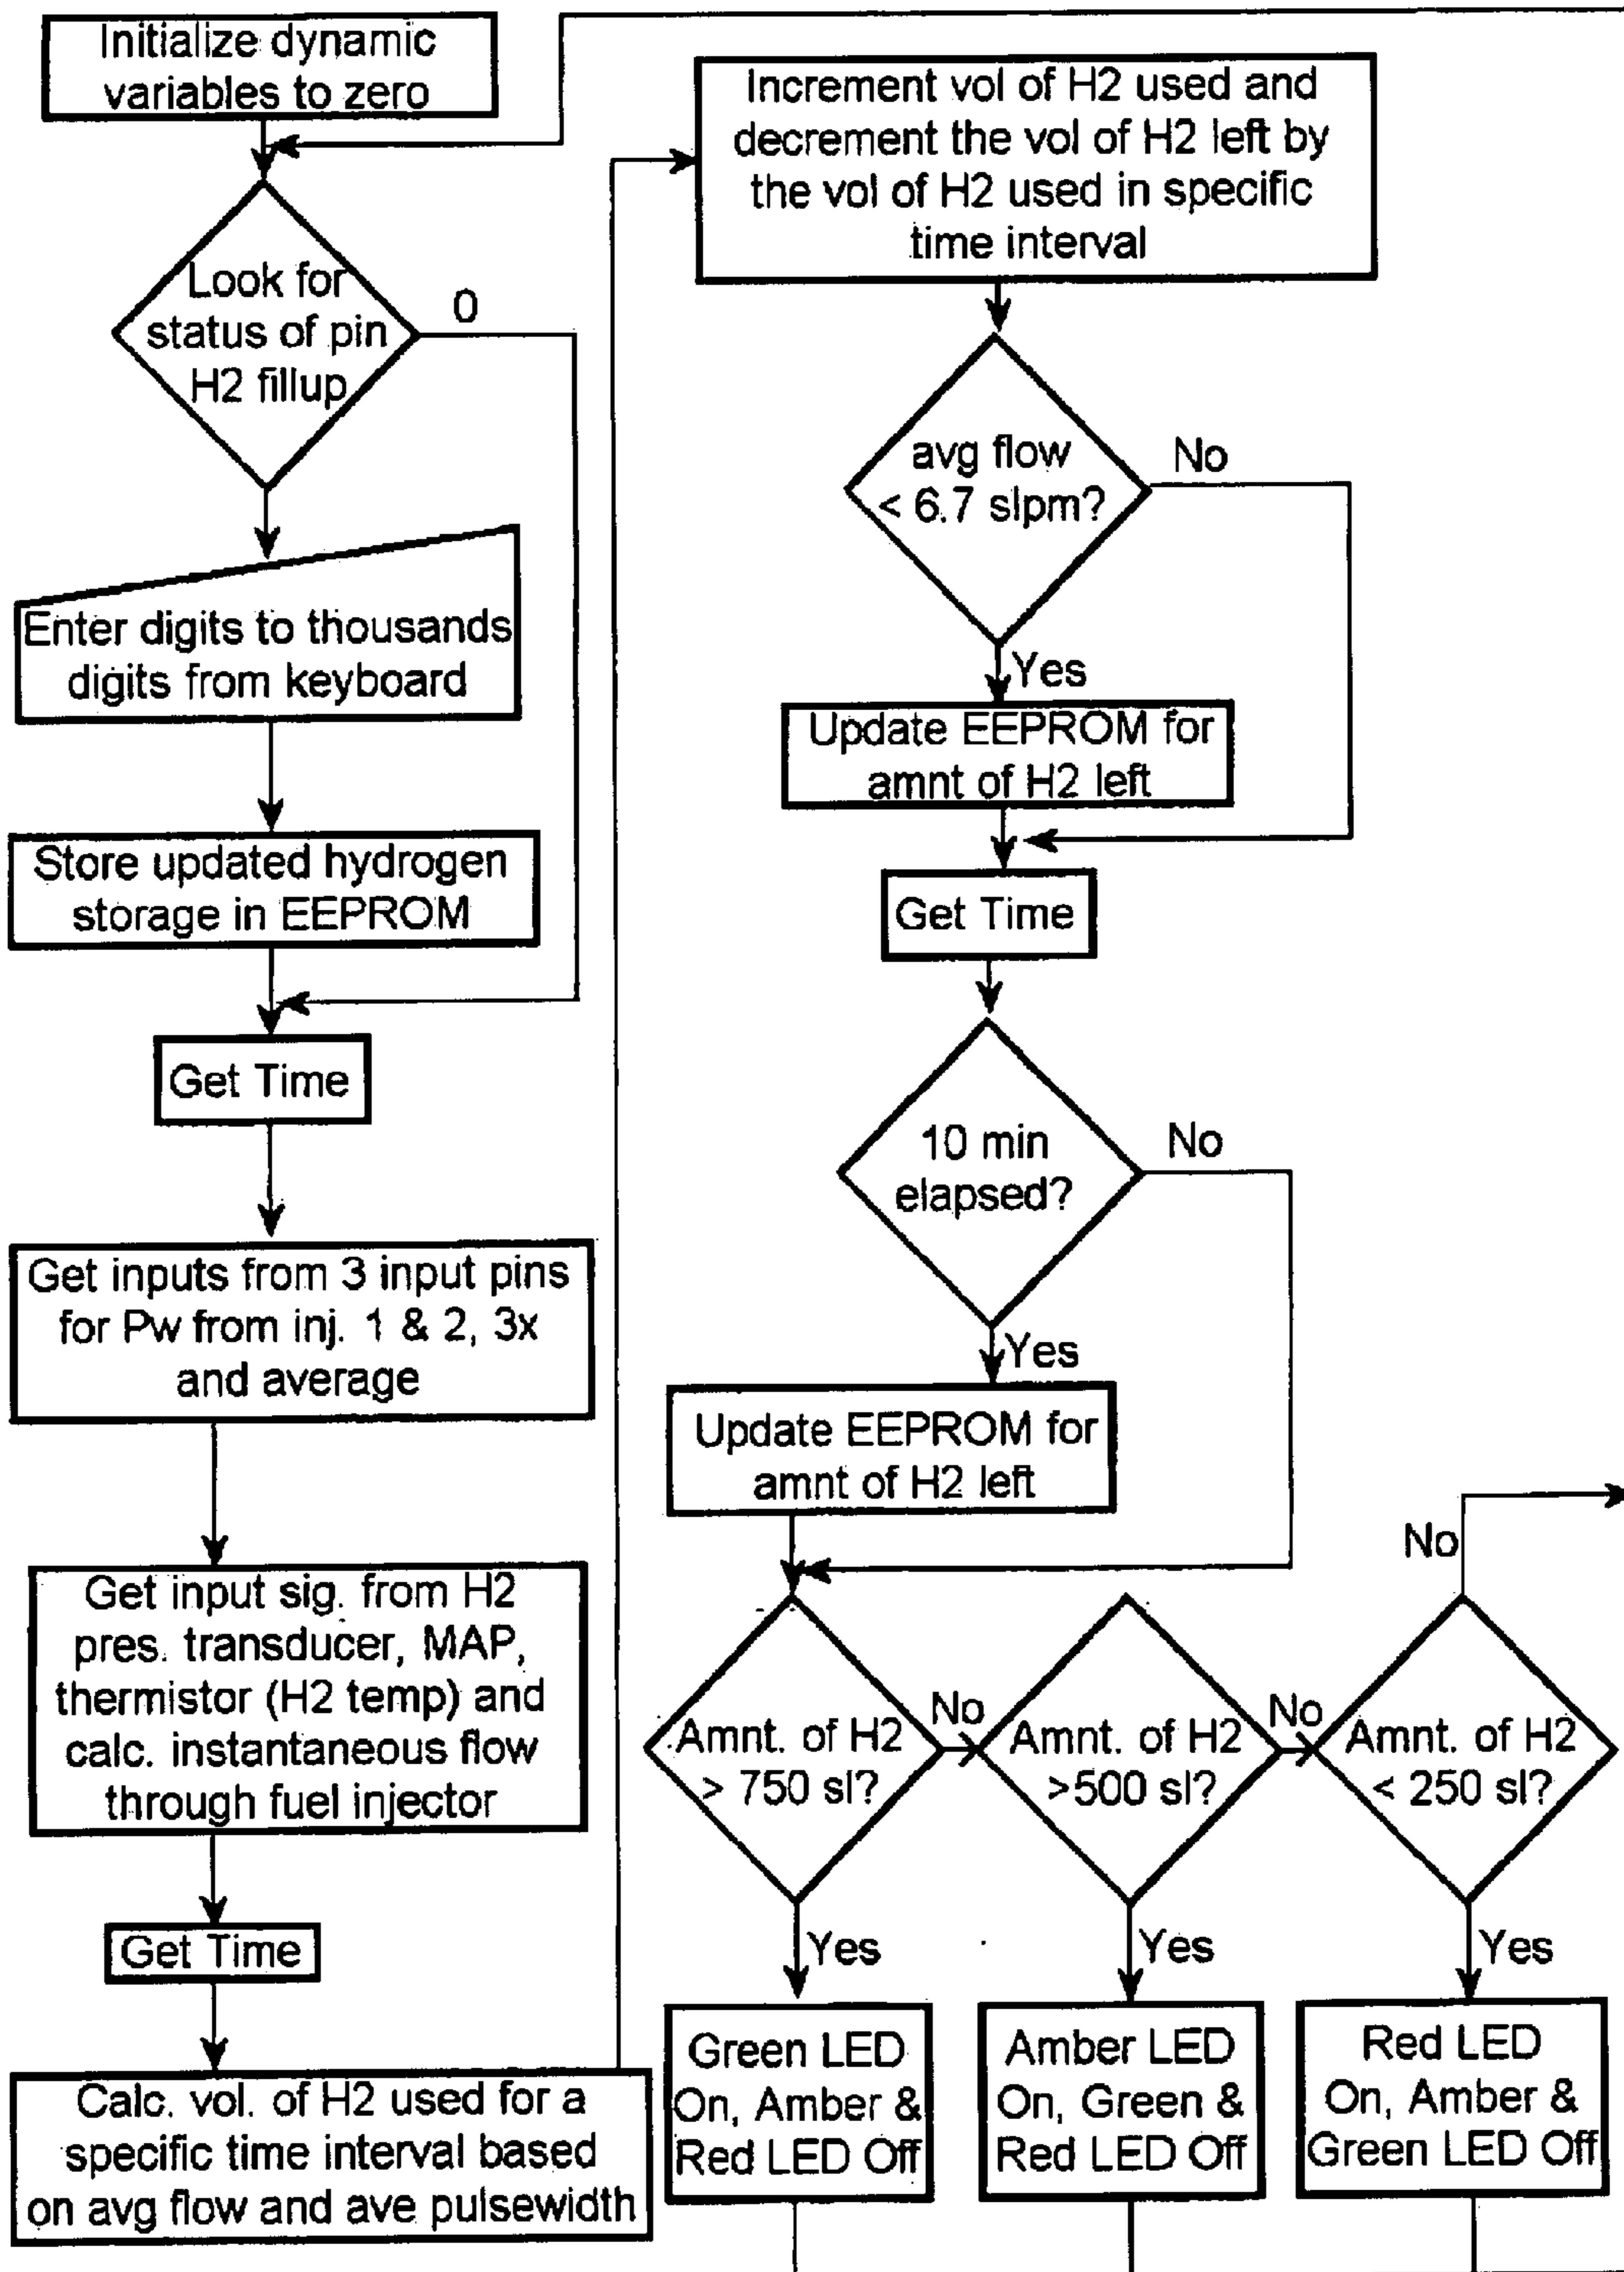 Initialize dynamic
variables to zero
Look for
status of pin
H2 fillup
0
Enter digits to thousands
digits from keyboard
Store updated hydrogen
storage in EEPROM
Get Time
Get inputs from 3 input pins
for Pw from inj. 1 & 2, 3x
and average
Get input sig. from H2
pres. transducer, MAP,
thermistor (H2 temp) and
calc. instantaneous flow
through fuel injector
Get Time
Calc. vol. of H2 used for a
specific time interval based
on avg flow and ave pulsewidth
Increment vol of H2 used and
decrement the vol of H2 left by
the vol of H2 used in specific
time interval
avg flow
< 6.7 slpm?
No
Yes
Update EEPROM for
amnt of H2 left
Get Time
10 min
elapsed?
No
Yes
Update EEPROM for
amnt of H2 left
Amnt. of H2
> 750 sl?
No
Yes
Green LED
On, Amber &
Red LED Off
Amnt. of H2
>500 sl?
No
Yes
Amber LED
On, Green &
Red LED Off
Amnt. of H2
< 250 sl?
No
Yes
Red LED
On, Amber &
Green LED Off